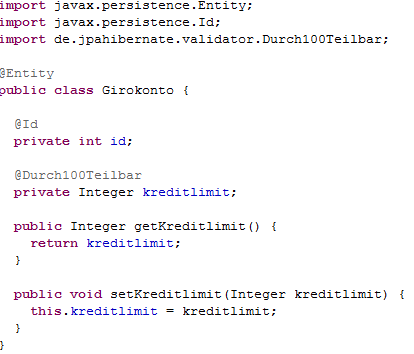 import javax.persistence.Entity;
import javax.persistence.Id;
import de.jpahibernate.validator.Durch100Teilbar;
@Entity
public class Girokonto {
@Id
private int id;
@Durch100Teilbar
private Integer kreditlimit;
public Integer getKreditlimit() {
return kreditlimit;
}
public void setKreditlimit(Integer kreditlimit) {
this.kreditlimit = kreditlimit;
}
}